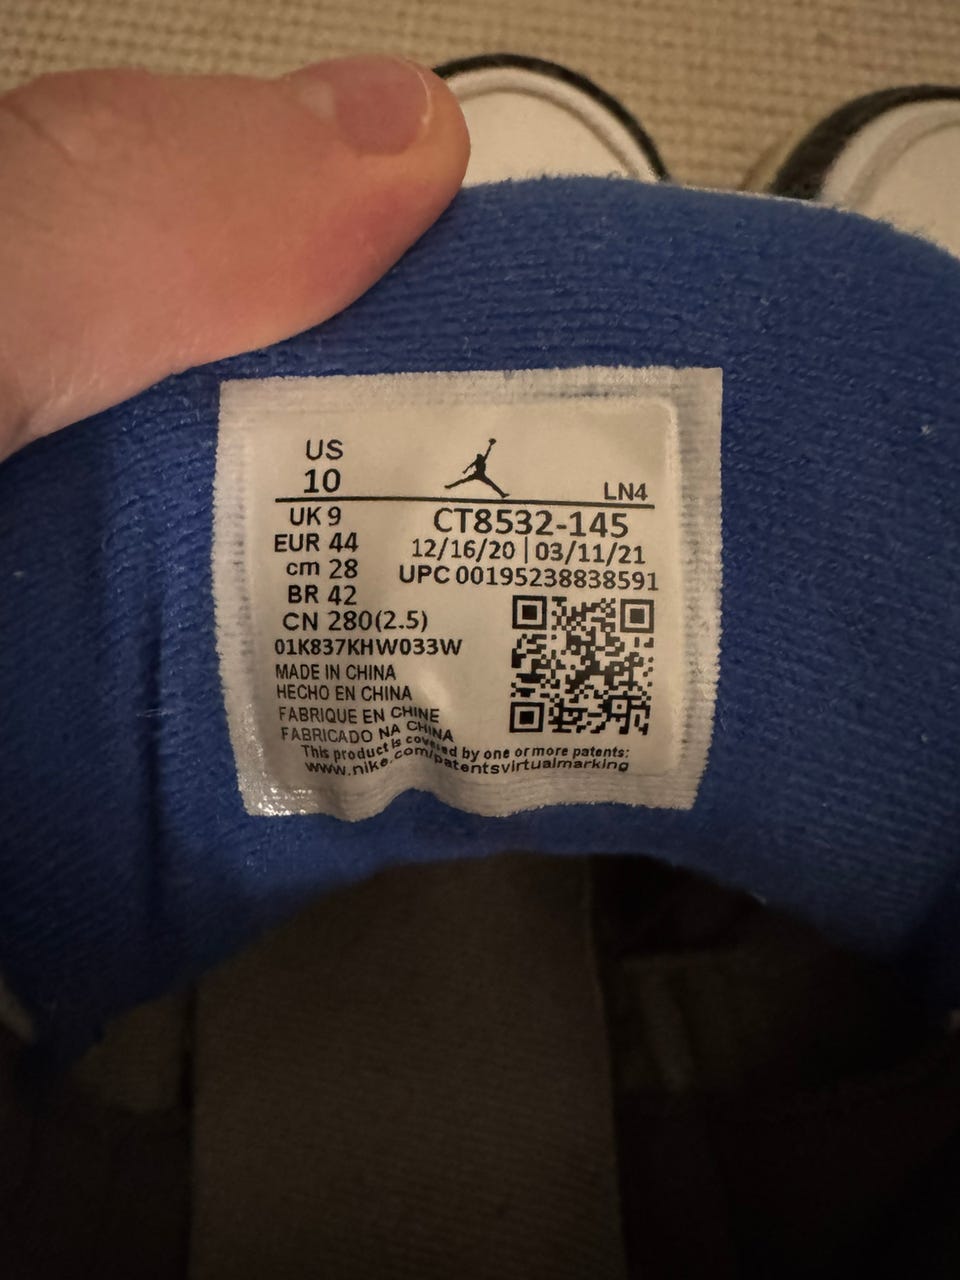 US
10
LN4
UK 9
CT8532-145
EUR 44
12/16/20 | 03/11/21
cm 28
UPC 00195238838591
BR 42
CN 280(2.5)
01K837KHW033W
MADE IN CHINA
HECHO EN CHINA
FABRIQUE EN CHINE
FABRICADO NA CHINA
This product is covered by one or more patents:
www.nike.com/patentsvirtualmarking